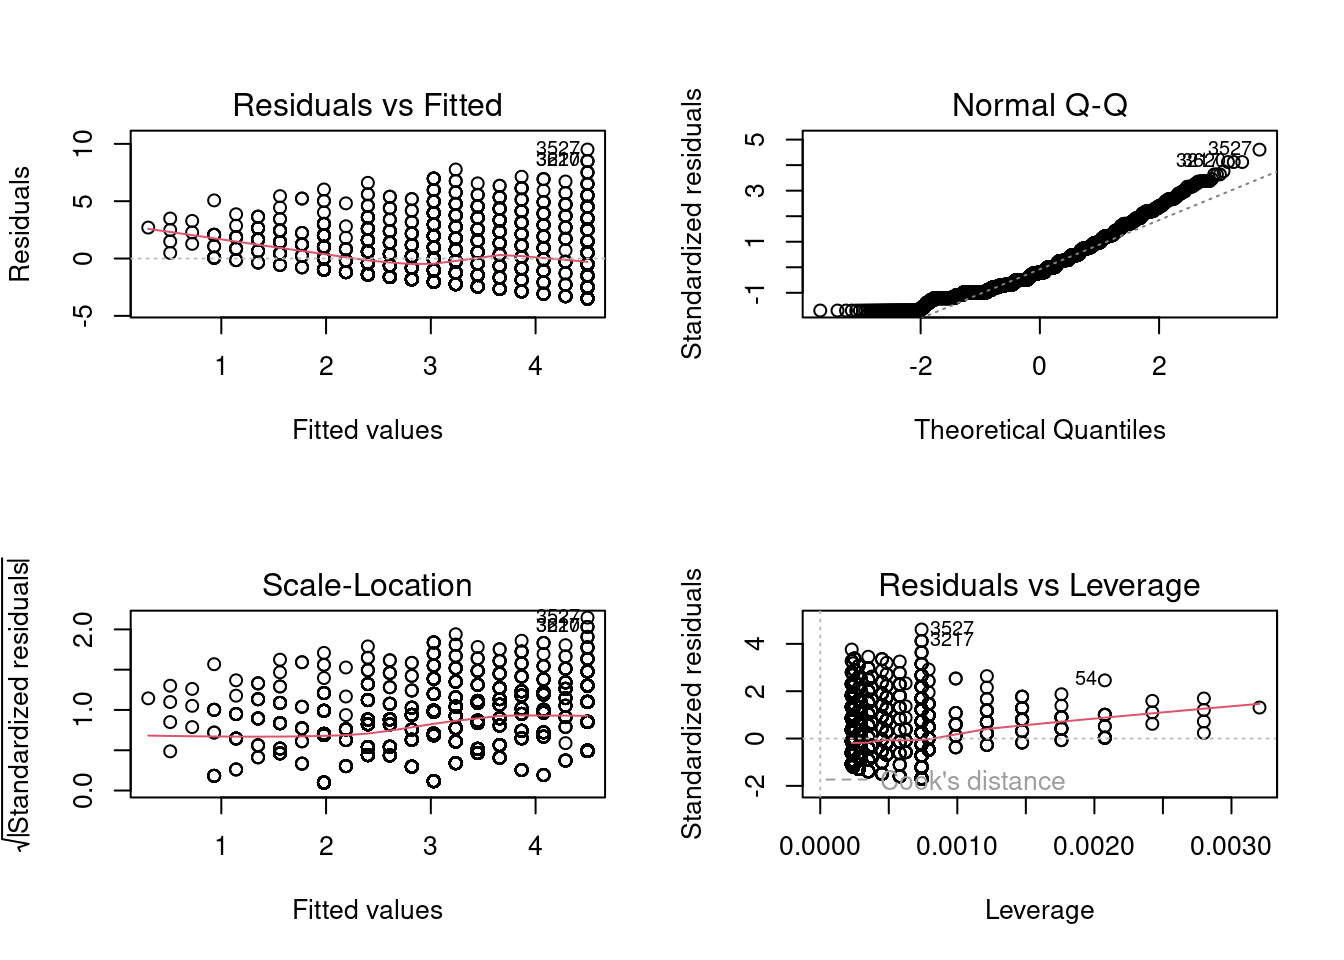 Residuals vs Fitted
Residuals
10
5
0
-5
3527
3217
1 2 3 4
Fitted values
Normal Q-Q
Standardized residuals
5
3
1
-1
3527
-2 0 2
Theoretical Quantiles
Scale-Location
√|Standardized residuals|
2.0
1.0
0.0
3527
1 2 3 4
Fitted values
Residuals vs Leverage
Standardized residuals
4
2
0
-2
3527
3217
54
Cook's distance
0.0000 0.0010 0.0020 0.0030
Leverage